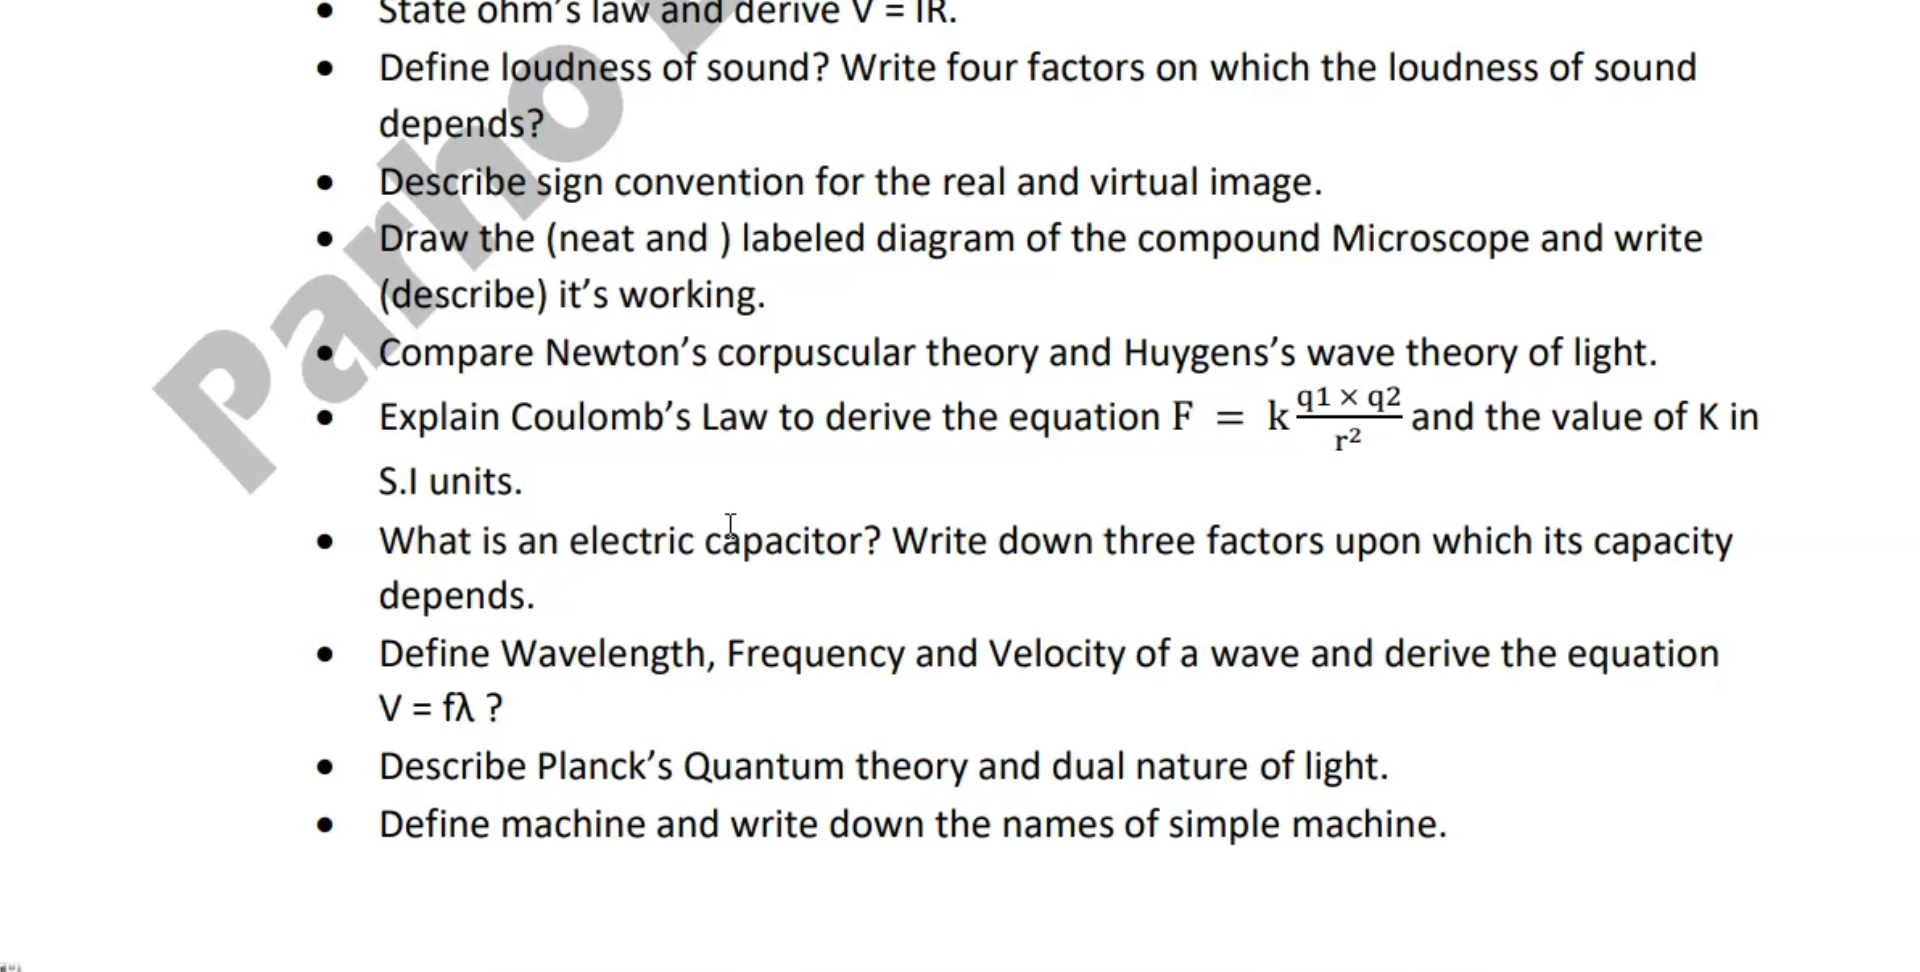 • State ohm's law and derive V = IR.
• Define loudness of sound? Write four factors on which the loudness of sound
depends?
• Describe sign convention for the real and virtual image.
• Draw the (neat and ) labeled diagram of the compound Microscope and write
(describe) it's working.
• Compare Newton's corpuscular theory and Huygens's wave theory of light.
• Explain Coulomb's Law to derive the equation F = k (q1 × q2)/r² and the value of K in
S.I units.
• What is an electric capacitor? Write down three factors upon which its capacity
depends.
• Define Wavelength, Frequency and Velocity of a wave and derive the equation
V = fλ ?
• Describe Planck's Quantum theory and dual nature of light.
• Define machine and write down the names of simple machine.
Parho